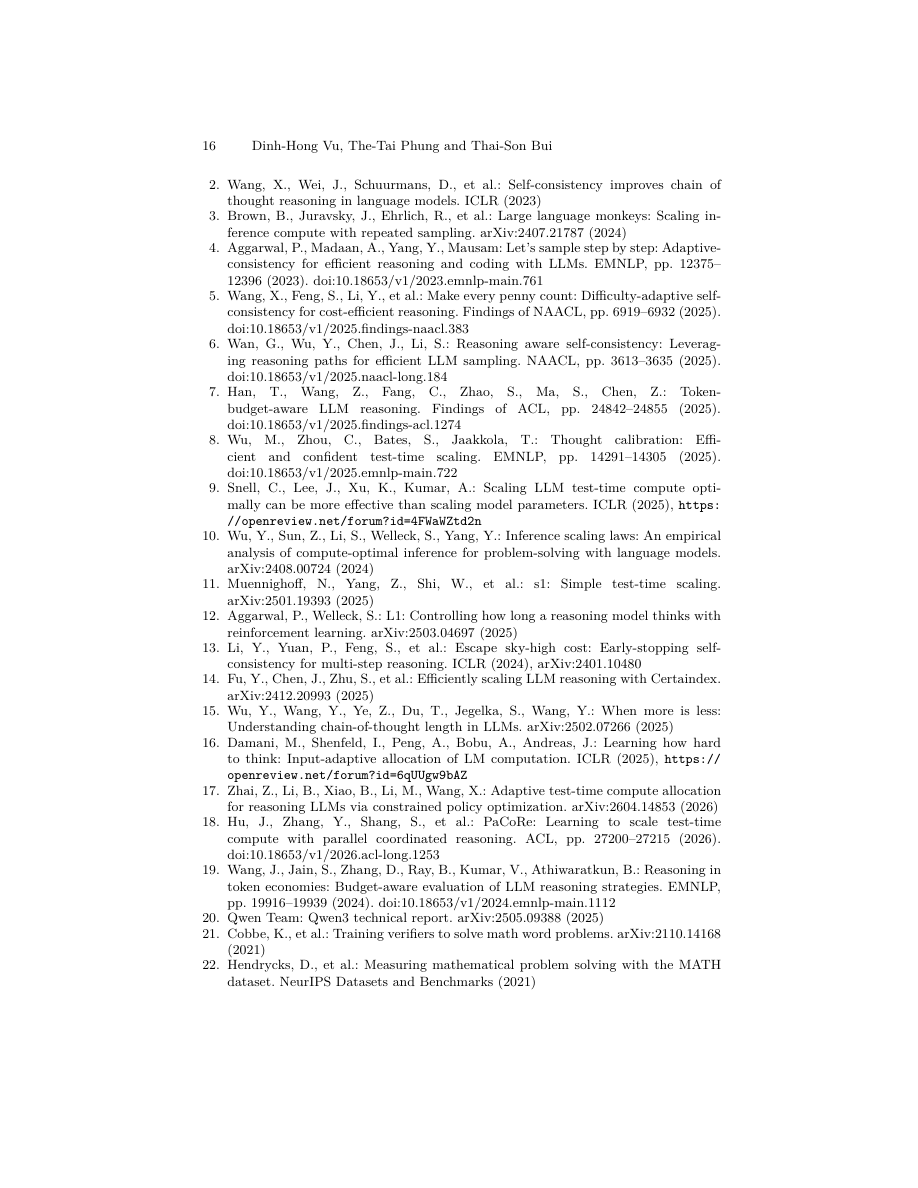 16 Dinh-Hong Vu, The-Tai Phung and Thai-Son Bui
2. Wang, X., Wei, J., Schuurmans, D., et al.: Self-consistency improves chain of
thought reasoning in language models. ICLR (2023)
3. Brown, B., Juravsky, J., Ehrlich, R., et al.: Large language monkeys: Scaling in-
ference compute with repeated sampling. arXiv:2407.21787 (2024)
4. Aggarwal, P., Madaan, A., Yang, Y., Mausam: Let's sample step by step: Adaptive-
consistency for efficient reasoning and coding with LLMs. EMNLP, pp. 12375–
12396 (2023). doi:10.18653/v1/2023.emnlp-main.761
5. Wang, X., Feng, S., Li, Y., et al.: Make every penny count: Difficulty-adaptive self-
consistency for cost-efficient reasoning. Findings of NAACL, pp. 6919–6932 (2025).
doi:10.18653/v1/2025.findings-naacl.383
6. Wan, G., Wu, Y., Chen, J., Li, S.: Reasoning aware self-consistency: Leverag-
ing reasoning paths for efficient LLM sampling. NAACL, pp. 3613–3635 (2025).
doi:10.18653/v1/2025.naacl-long.184
7. Han, T., Wang, Z., Fang, C., Zhao, S., Ma, S., Chen, Z.: Token-
budget-aware LLM reasoning. Findings of ACL, pp. 24842–24855 (2025).
doi:10.18653/v1/2025.findings-acl.1274
8. Wu, M., Zhou, C., Bates, S., Jaakkola, T.: Thought calibration: Effi-
cient and confident test-time scaling. EMNLP, pp. 14291–14305 (2025).
doi:10.18653/v1/2025.emnlp-main.722
9. Snell, C., Lee, J., Xu, K., Kumar, A.: Scaling LLM test-time compute opti-
mally can be more effective than scaling model parameters. ICLR (2025), https:
//openreview.net/forum?id=4FWaWZtd2n
10. Wu, Y., Sun, Z., Li, S., Welleck, S., Yang, Y.: Inference scaling laws: An empirical
analysis of compute-optimal inference for problem-solving with language models.
arXiv:2408.00724 (2024)
11. Muennighoff, N., Yang, Z., Shi, W., et al.: s1: Simple test-time scaling.
arXiv:2501.19393 (2025)
12. Aggarwal, P., Welleck, S.: L1: Controlling how long a reasoning model thinks with
reinforcement learning. arXiv:2503.04697 (2025)
13. Li, Y., Yuan, P., Feng, S., et al.: Escape sky-high cost: Early-stopping self-
consistency for multi-step reasoning. ICLR (2024), arXiv:2401.10480
14. Fu, Y., Chen, J., Zhu, S., et al.: Efficiently scaling LLM reasoning with Certaindex.
arXiv:2412.20993 (2025)
15. Wu, Y., Wang, Y., Ye, Z., Du, T., Jegelka, S., Wang, Y.: When more is less:
Understanding chain-of-thought length in LLMs. arXiv:2502.07266 (2025)
16. Damani, M., Shenfeld, I., Peng, A., Bobu, A., Andreas, J.: Learning how hard
to think: Input-adaptive allocation of LM computation. ICLR (2025), https://
openreview.net/forum?id=6qUUgw9bAZ
17. Zhai, Z., Li, B., Xiao, B., Li, M., Wang, X.: Adaptive test-time compute allocation
for reasoning LLMs via constrained policy optimization. arXiv:2604.14853 (2026)
18. Hu, J., Zhang, Y., Shang, S., et al.: PaCoRe: Learning to scale test-time
compute with parallel coordinated reasoning. ACL, pp. 27200–27215 (2026).
doi:10.18653/v1/2026.acl-long.1253
19. Wang, J., Jain, S., Zhang, D., Ray, B., Kumar, V., Athiwaratkun, B.: Reasoning in
token economies: Budget-aware evaluation of LLM reasoning strategies. EMNLP,
pp. 19916–19939 (2024). doi:10.18653/v1/2024.emnlp-main.1112
20. Qwen Team: Qwen3 technical report. arXiv:2505.09388 (2025)
21. Cobbe, K., et al.: Training verifiers to solve math word problems. arXiv:2110.14168
(2021)
22. Hendrycks, D., et al.: Measuring mathematical problem solving with the MATH
dataset. NeurIPS Datasets and Benchmarks (2021)